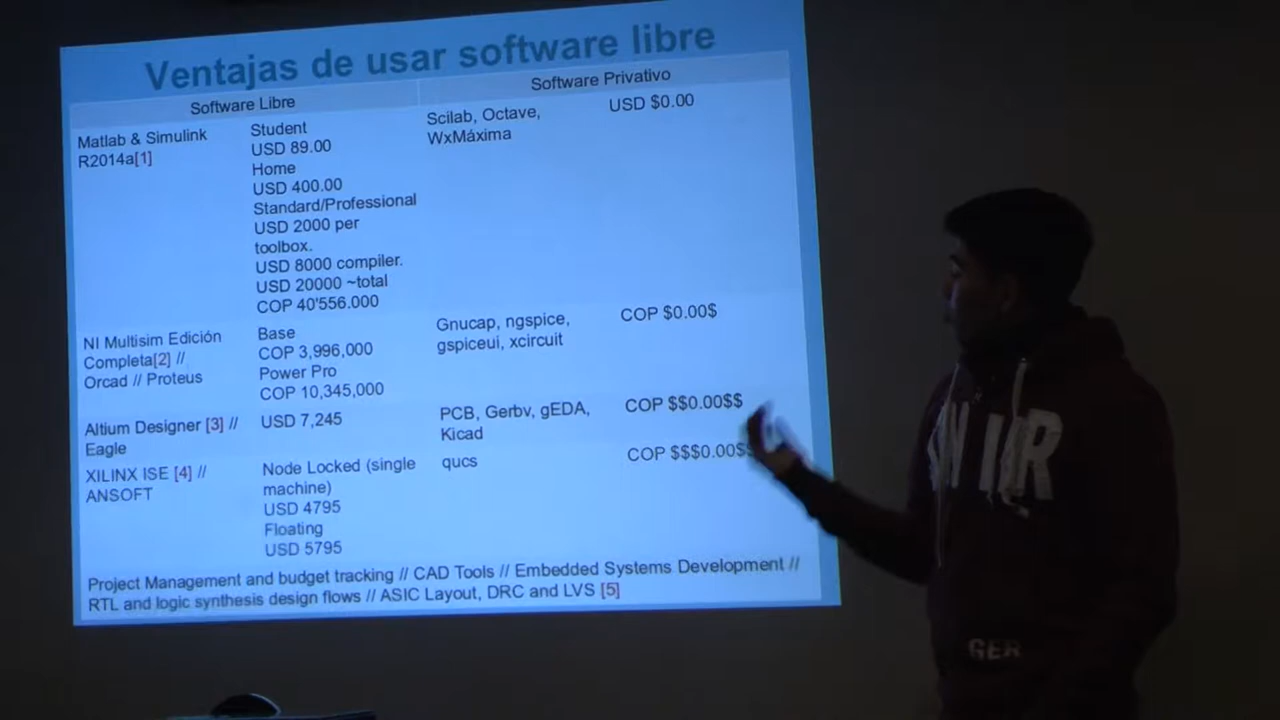 Ventajas de usar software libre
Software Libre
Software Privativo
Matlab & Simulink
R2014a[1]
Student
USD 89.00
Home
USD 400.00
Standard/Professional
USD 2000 per
toolbox.
USD 8000 compiler.
USD 20000 ~total
COP 40'556.000
Scilab, Octave,
WxMáxima
USD $0.00
NI Multisim Edición
Completa[2] //
Orcad // Proteus
Base
COP 3,996,000
Power Pro
COP 10,345,000
Gnucap, ngspice,
gspiceui, xcircuit
COP $0.00$
Altium Designer [3] //
Eagle
USD 7,245
PCB, Gerbv, gEDA,
Kicad
COP $$0.00$$
XILINX ISE [4] //
ANSOFT
Node Locked (single
machine)
USD 4795
Floating
USD 5795
qucs
COP $$$0.00$
Project Management and budget tracking // CAD Tools // Embedded Systems Development //
RTL and logic synthesis design flows // ASIC Layout, DRC and LVS [5]
GER